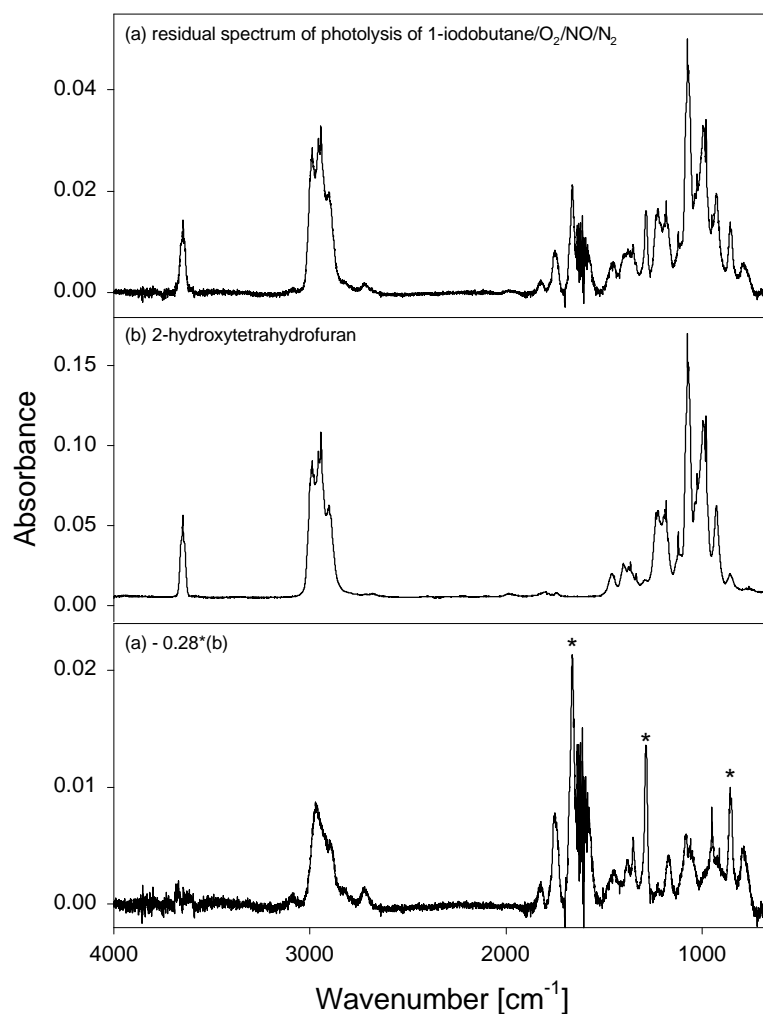 (a) residual spectrum of photolysis of 1-iodobutane/O₂/NO/N₂
0.04
0.02
0.00
(b) 2-hydroxytetrahydrofuran
0.15
0.10
0.05
0.00
Absorbance
(a) - 0.28*(b)
*
*
*
0.02
0.01
0.00
4000 3000 2000 1000
Wavenumber [cm⁻¹]